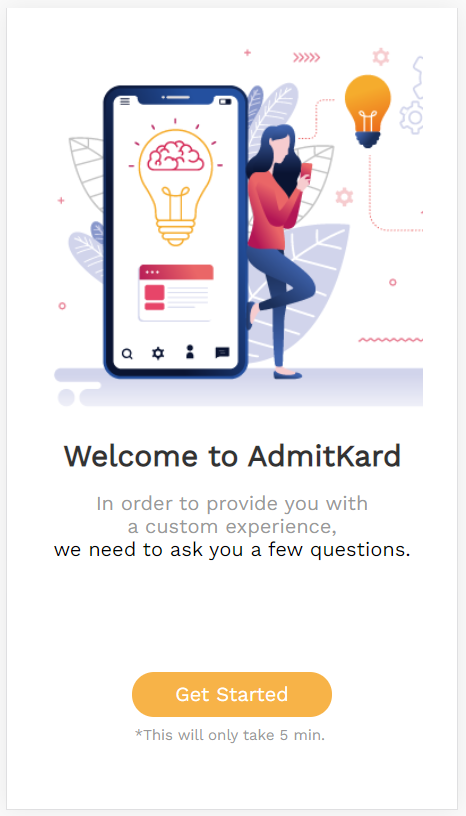 Welcome to AdmitKard
In order to provide you with
a custom experience,
we need to ask you a few questions.
Get Started
*This will only take 5 min.